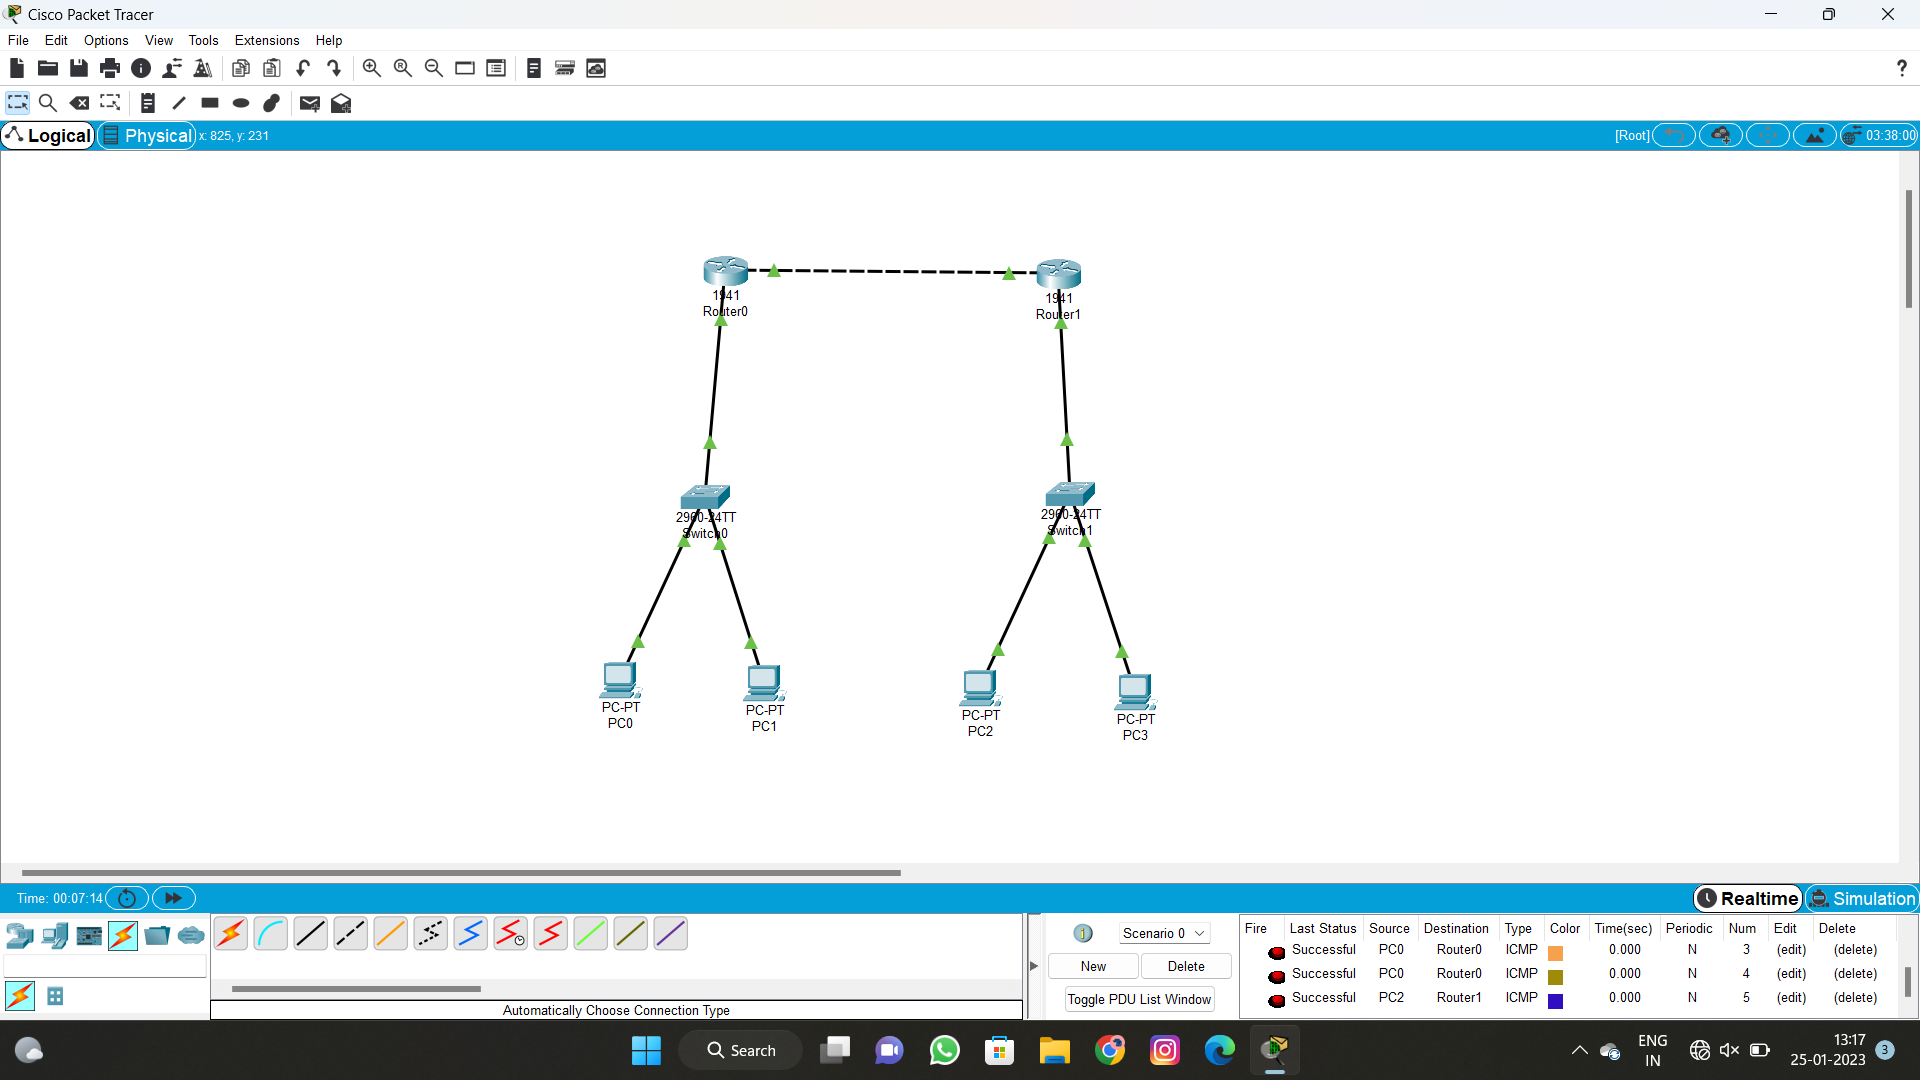 Cisco Packet Tracer
File Edit Options View Tools Extensions Help
?
Logical Physical x: 825, y: 231 [Root] 03:38:00
1941
Router0
1941
Router1
2960-24TT
Switch0
2960-24TT
Switch1
PC-PT
PC0
PC-PT
PC1
PC-PT
PC2
PC-PT
PC3
Time: 00:07:14 Realtime Simulation
Scenario 0
New Delete
Toggle PDU List Window
Automatically Choose Connection Type
Fire Last Status Source Destination Type Color Time(sec) Periodic Num Edit Delete
Successful PC0 Router0 ICMP 0.000 N 3 (edit) (delete)
Successful PC0 Router0 ICMP 0.000 N 4 (edit) (delete)
Successful PC2 Router1 ICMP 0.000 N 5 (edit) (delete)
Search
ENG
IN
13:17
25-01-2023
3